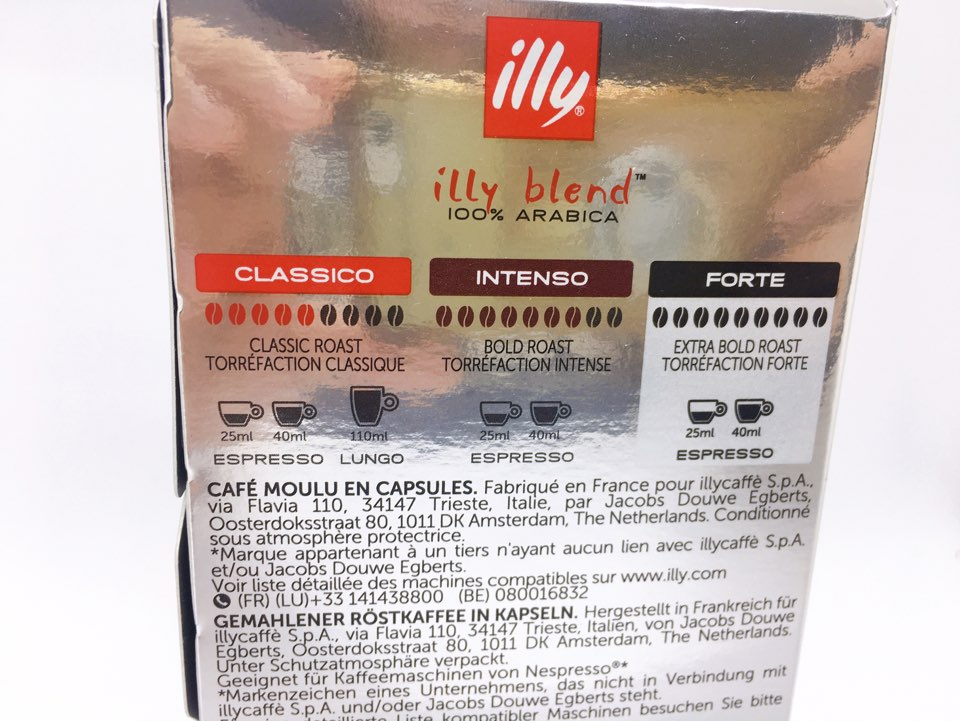 illy®
illy blend™
100% ARABICA
CLASSICO INTENSO FORTE
CLASSIC ROAST BOLD ROAST EXTRA BOLD ROAST
TORRÉFACTION CLASSIQUE TORRÉFACTION INTENSE TORRÉFACTION FORTE
25ml 40ml 110ml 25ml 40ml 25ml 40ml
ESPRESSO LUNGO ESPRESSO ESPRESSO
CAFÉ MOULU EN CAPSULES. Fabriqué en France pour illycaffè S.p.A.,
via Flavia 110, 34147 Trieste, Italie, par Jacobs Douwe Egberts,
Oosterdoksstraat 80, 1011 DK Amsterdam, The Netherlands. Conditionné
sous atmosphère protectrice.
*Marque appartenant à un tiers n'ayant aucun lien avec illycaffè S.p.A.
et/ou Jacobs Douwe Egberts.
Voir liste détaillée des machines compatibles sur www.illy.com
(FR) (LU)+33 141438800 (BE) 080016832
GEMAHLENER RÖSTKAFFEE IN KAPSELN. Hergestellt in Frankreich für
illycaffè S.p.A., via Flavia 110, 34147 Trieste, Italien, von Jacobs Douwe
Egberts, Oosterdoksstraat 80, 1011 DK Amsterdam, The Netherlands.
Unter Schutzatmosphäre verpackt.
Geeignet für Kaffeemaschinen von Nespresso®*
*Markenzeichen eines Unternehmens, das nicht in Verbindung mit
illycaffè S.p.A. und/oder Jacobs Douwe Egberts steht.
detaillierte Liste kompatibler Maschinen besuchen Sie bitte